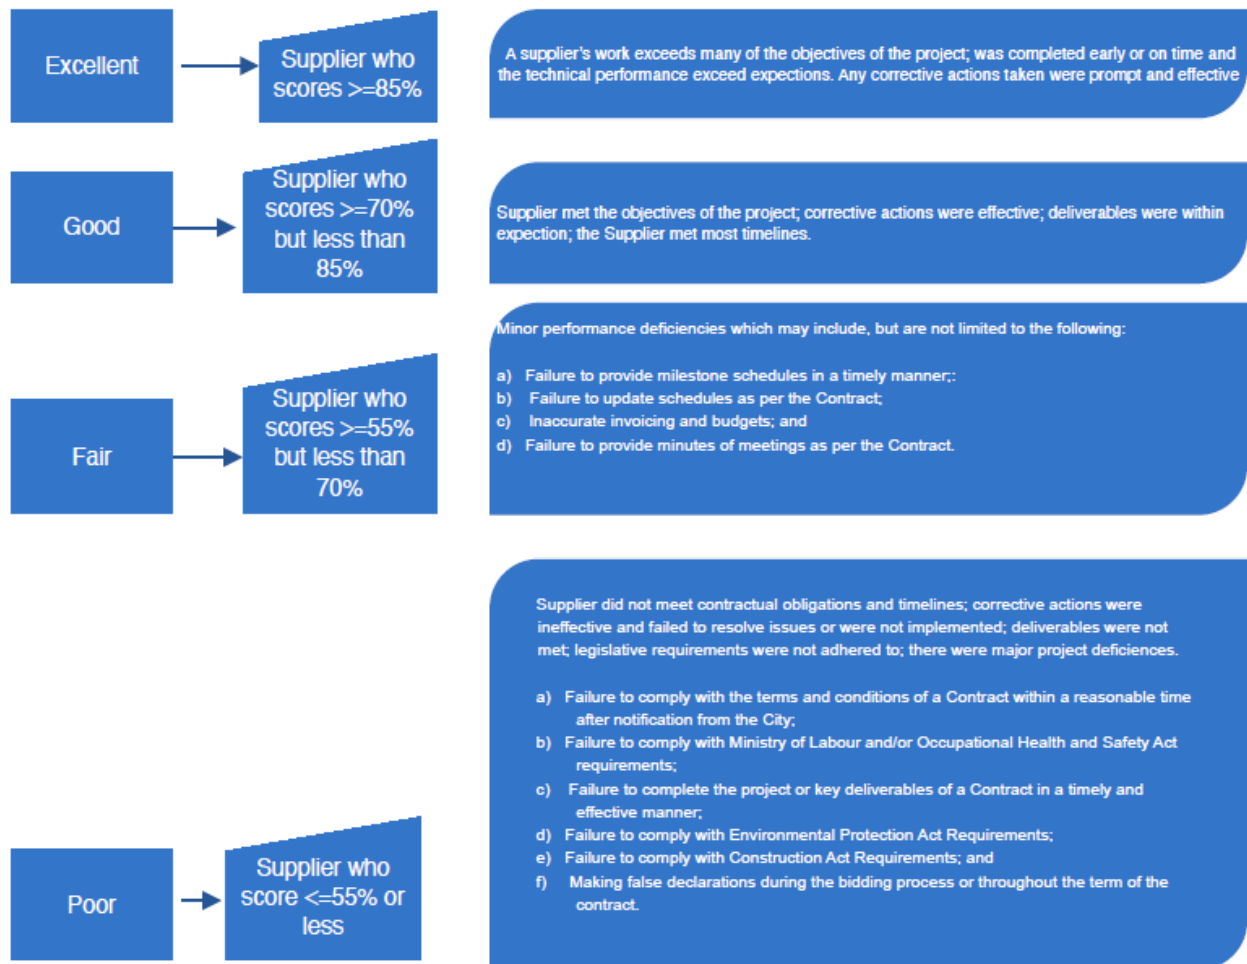 Excellent
Supplier who
scores >=85%
A supplier's work exceeds many of the objectives of the project; was completed early or on time and
the technical performance exceed expections. Any corrective actions taken were prompt and effective
Good
Supplier who
scores >=70%
but less than
85%
Supplier met the objectives of the project; corrective actions were effective; deliverables were within
expection; the Supplier met most timelines.
Fair
Supplier who
scores >=55%
but less than
70%
Minor performance deficiencies which may include, but are not limited to the following:
a) Failure to provide milestone schedules in a timely manner;:
b) Failure to update schedules as per the Contract;
c) Inaccurate invoicing and budgets; and
d) Failure to provide minutes of meetings as per the Contract.
Poor
Supplier who
score <=55% or
less
Supplier did not meet contractual obligations and timelines; corrective actions were
ineffective and failed to resolve issues or were not implemented; deliverables were not
met; legislative requirements were not adhered to; there were major project deficiences.
a) Failure to comply with the terms and conditions of a Contract within a reasonable time
after notification from the City;
b) Failure to comply with Ministry of Labour and/or Occupational Health and Safety Act
requirements;
c) Failure to complete the project or key deliverables of a Contract in a timely and
effective manner;
d) Failure to comply with Environmental Protection Act Requirements;
e) Failure to comply with Construction Act Requirements; and
f) Making false declarations during the bidding process or throughout the term of the
contract.